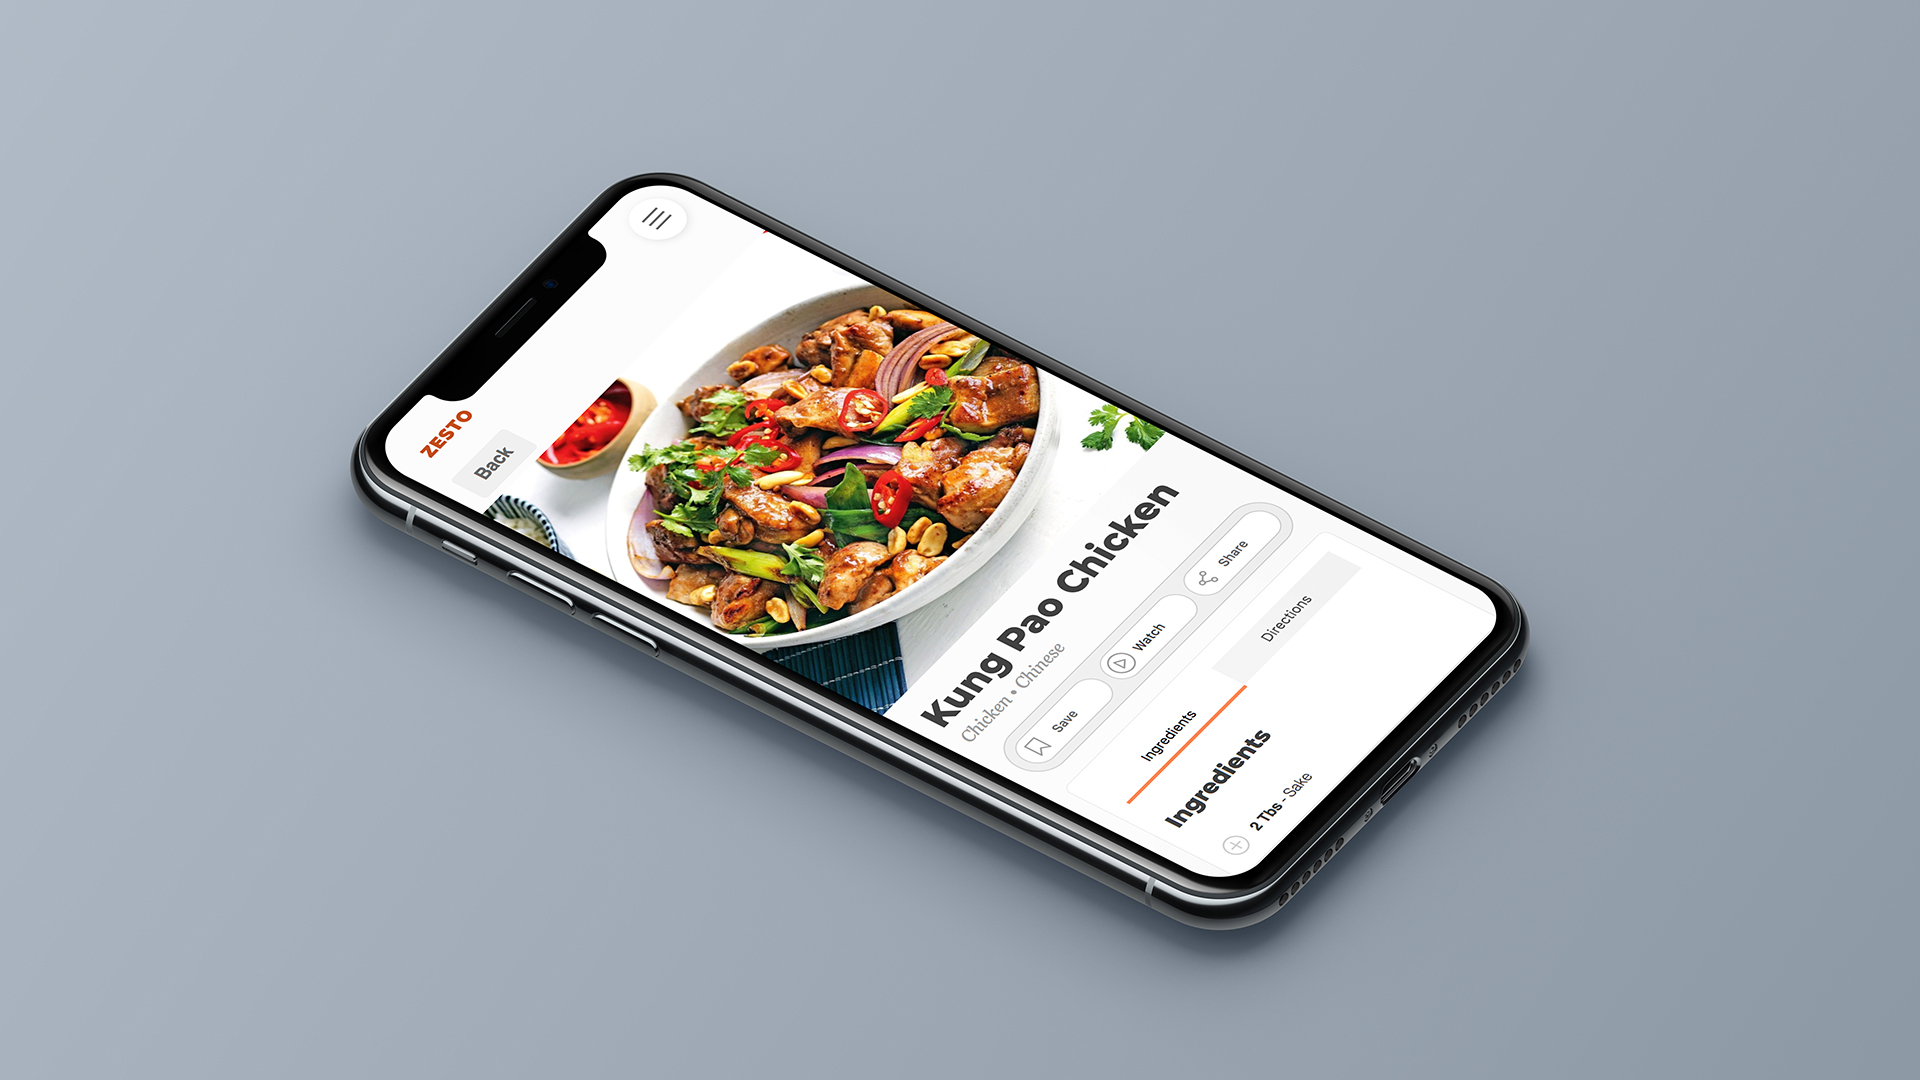 ZESTO
Back
Kung Pao Chicken
Chicken • Chinese
Save
Watch
Share
Ingredients
Directions
Ingredients
2 Tbs - Sake